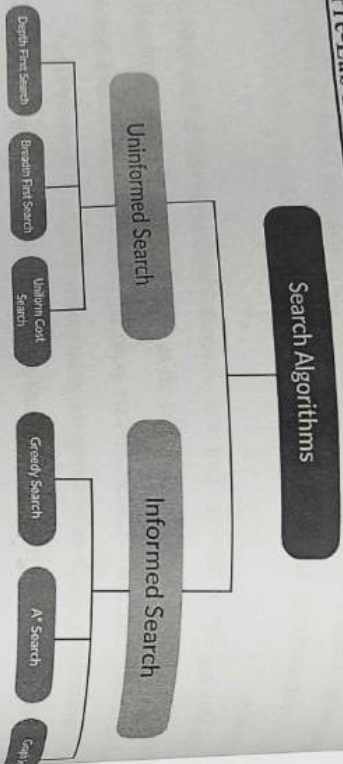 Search Algorithms
Uninformed Search
Informed Search
Depth First Search
Breadth First Search
Uniform Cost
Search
Greedy Search
A* Search